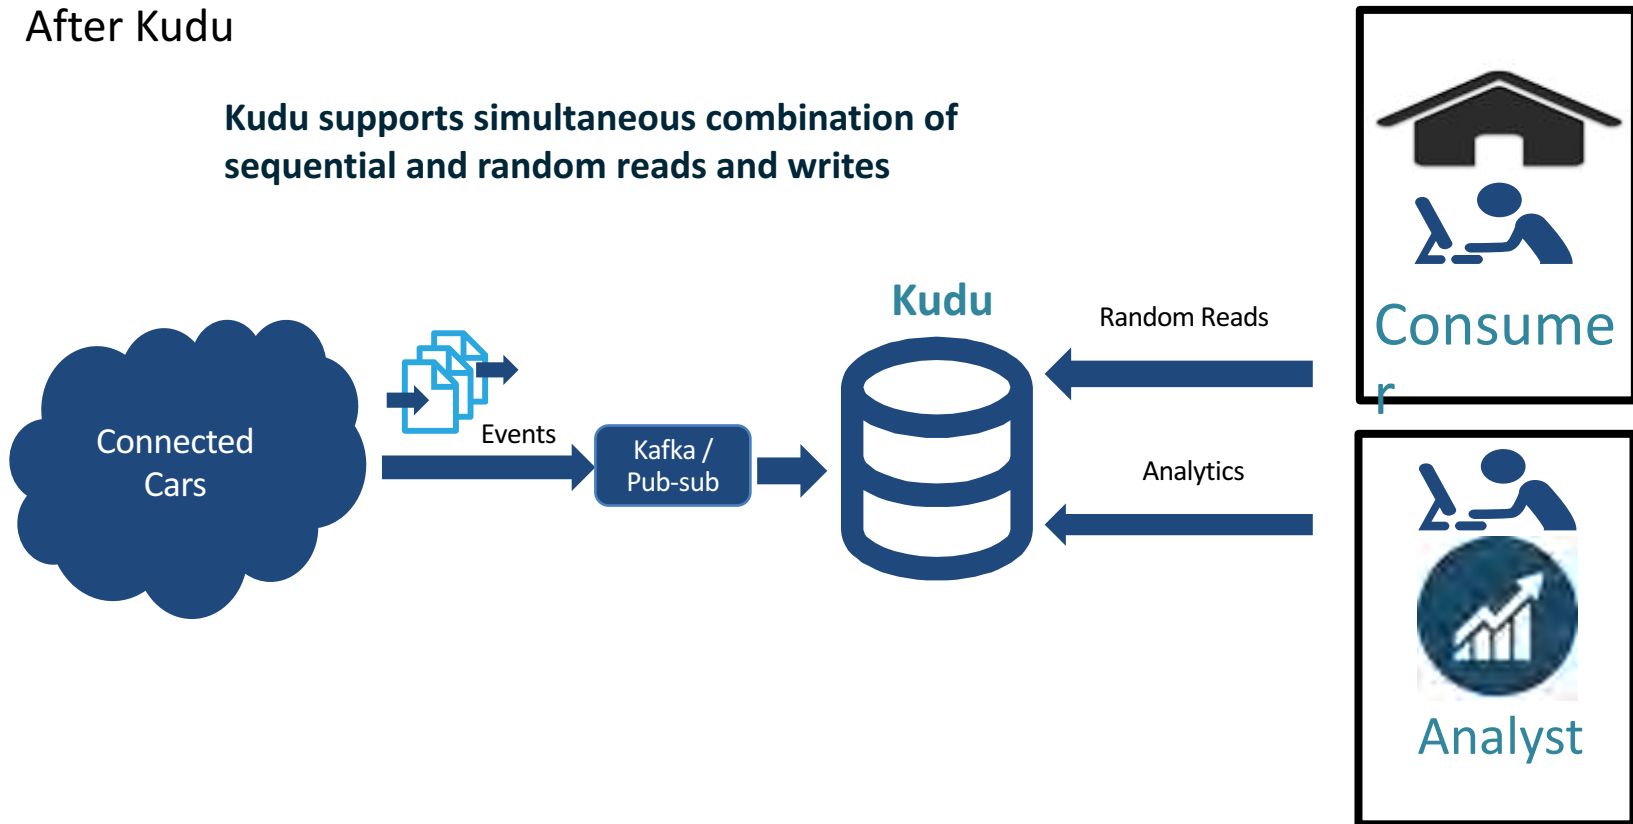 After Kudu
Kudu supports simultaneous combination of
sequential and random reads and writes
Connected
Cars
Events
Kafka /
Pub-sub
Kudu
Random Reads
Analytics
Consume
r
Analyst